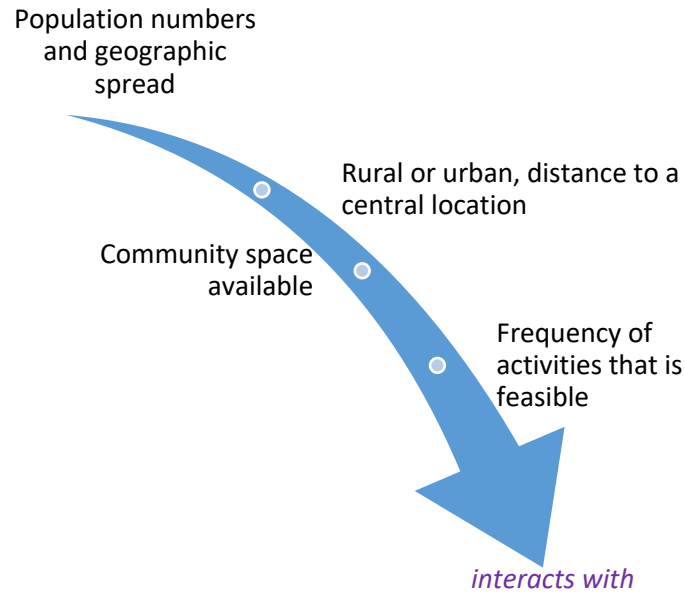 Population numbers
and geographic
spread
Rural or urban, distance to a
central location
Community space
available
Frequency of
activities that is
feasible
interacts with